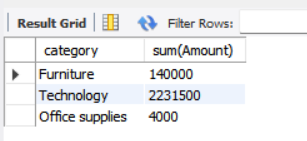 Result Grid Filter Rows:
category sum(Amount)
Furniture 140000
Technology 2231500
Office supplies 4000